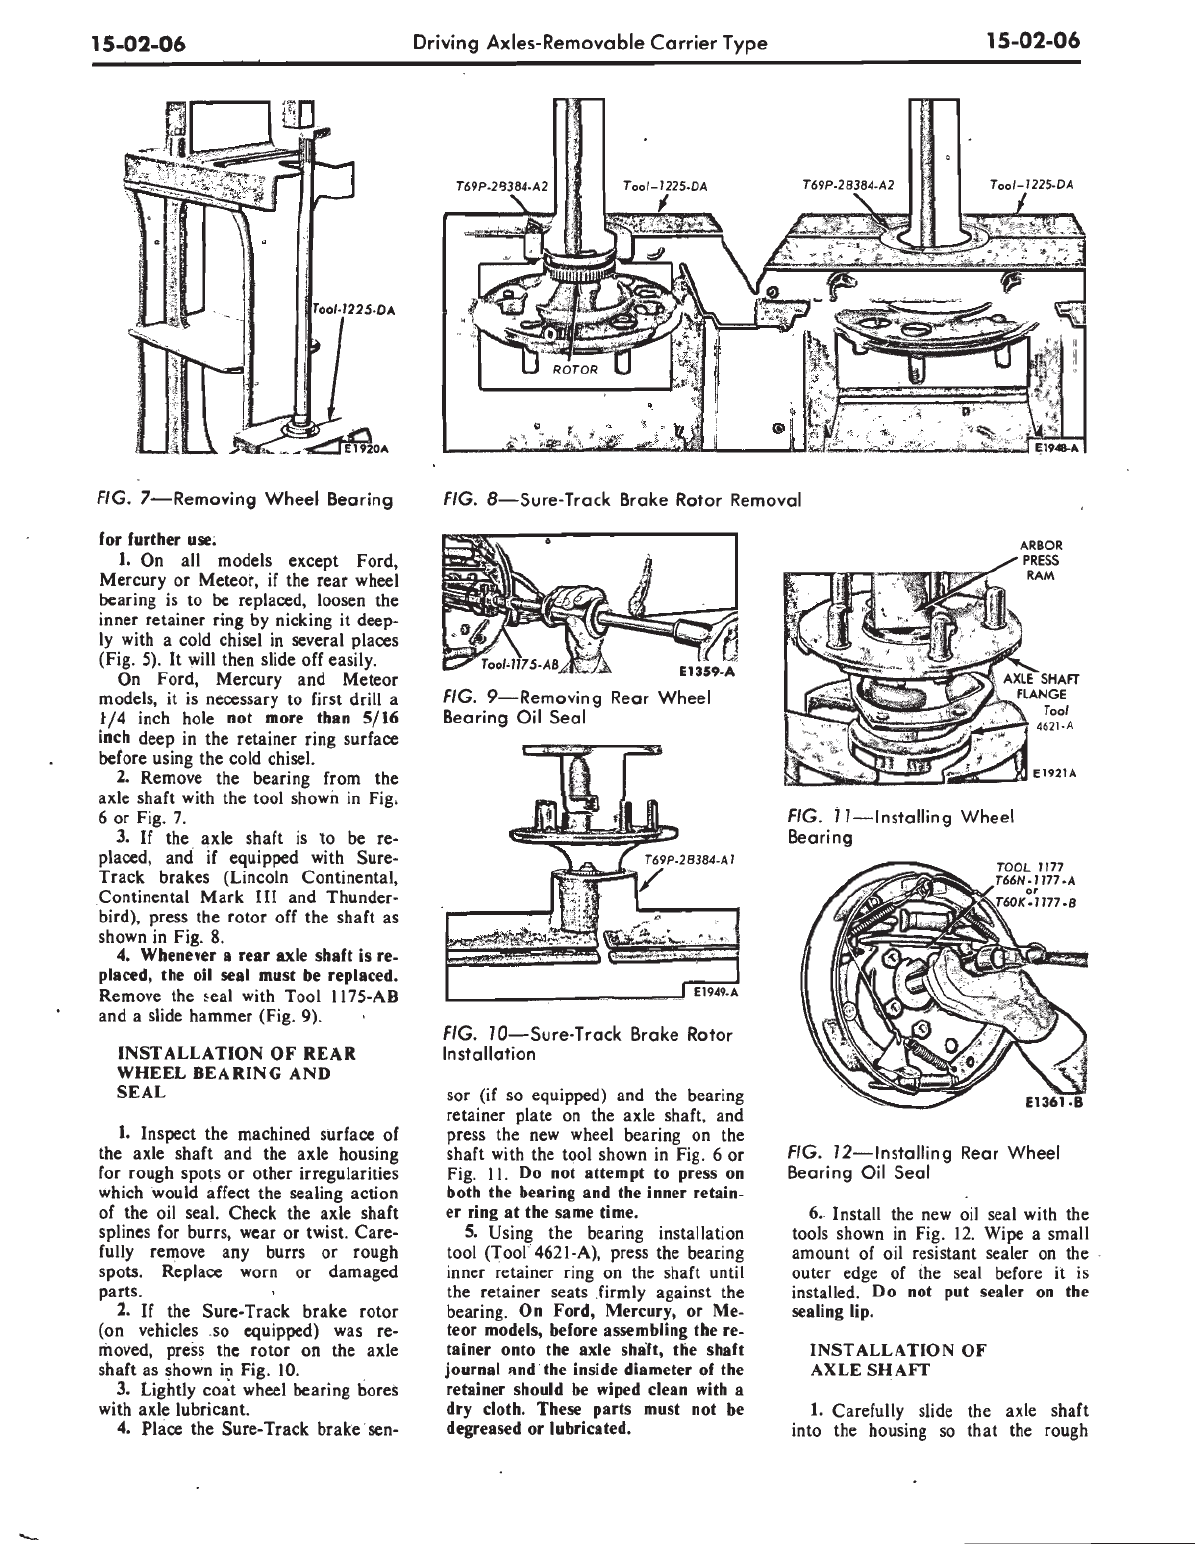 15-02-06
Driving Axles-Removable Carrier Type
15-02-06
Tool-1225-DA
E1920A
FIG. 7—Removing Wheel Bearing
T69P-2B384-A2
Tool-1225-DA
ROTOR
T69P-2B384-A2
Tool-1225-DA
E1948-A
FIG. 8—Sure-Track Brake Rotor Removal
for further use.
1. On all models except Ford,
Mercury or Meteor, if the rear wheel
bearing is to be replaced, loosen the
inner retainer ring by nicking it deep-
ly with a cold chisel in several places
(Fig. 5). It will then slide off easily.
On Ford, Mercury and Meteor
models, it is necessary to first drill a
1/4 inch hole not more than 5/16
inch deep in the retainer ring surface
before using the cold chisel.
2. Remove the bearing from the
axle shaft with the tool shown in Fig.
6 or Fig. 7.
3. If the axle shaft is to be re-
placed, and if equipped with Sure-
Track brakes (Lincoln Continental,
Continental Mark III and Thunder-
bird), press the rotor off the shaft as
shown in Fig. 8.
4. Whenever a rear axle shaft is re-
placed, the oil seal must be replaced.
Remove the seal with Tool 1175-AB
and a slide hammer (Fig. 9).
INSTALLATION OF REAR
WHEEL BEARING AND
SEAL
1. Inspect the machined surface of
the axle shaft and the axle housing
for rough spots or other irregularities
which would affect the sealing action
of the oil seal. Check the axle shaft
splines for burrs, wear or twist. Care-
fully remove any burrs or rough
spots. Replace worn or damaged
parts.
2. If the Sure-Track brake rotor
(on vehicles so equipped) was re-
moved, press the rotor on the axle
shaft as shown in Fig. 10.
3. Lightly coat wheel bearing bores
with axle lubricant.
4. Place the Sure-Track brake sen-
Tool-1175-AB
E1359-A
FIG. 9—Removing Rear Wheel
Bearing Oil Seal
T69P-2B384-A1
E1949-A
FIG. 10—Sure-Track Brake Rotor
Installation
sor (if so equipped) and the bearing
retainer plate on the axle shaft, and
press the new wheel bearing on the
shaft with the tool shown in Fig. 6 or
Fig. 11. Do not attempt to press on
both the bearing and the inner retain-
er ring at the same time.
5. Using the bearing installation
tool (Tool 4621-A), press the bearing
inner retainer ring on the shaft until
the retainer seats firmly against the
bearing. On Ford, Mercury, or Me-
teor models, before assembling the re-
tainer onto the axle shaft, the shaft
journal and the inside diameter of the
retainer should be wiped clean with a
dry cloth. These parts must not be
degreased or lubricated.
ARBOR
PRESS
RAM
AXLE SHAFT
FLANGE
Tool
4621-A
E1921A
FIG. 11—Installing Wheel
Bearing
TOOL 1177
T66N-1177-A
or
T60K-1177-B
E1361-B
FIG. 12—Installing Rear Wheel
Bearing Oil Seal
6. Install the new oil seal with the
tools shown in Fig. 12. Wipe a small
amount of oil resistant sealer on the
outer edge of the seal before it is
installed. Do not put sealer on the
sealing lip.
INSTALLATION OF
AXLE SHAFT
1. Carefully slide the axle shaft
into the housing so that the rough